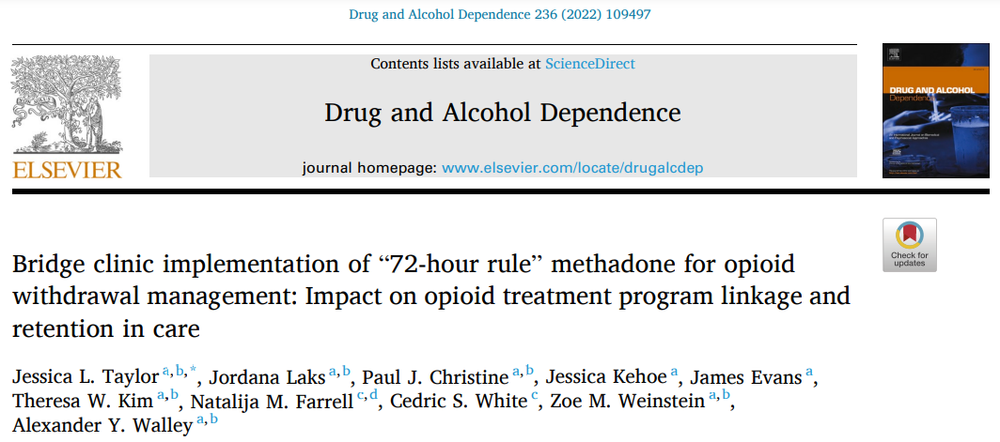 Drug and Alcohol Dependence 236 (2022) 109497
Contents lists available at ScienceDirect
Drug and Alcohol Dependence
journal homepage: www.elsevier.com/locate/drugalcdep
ELSEVIER
DRUG AND ALCOHOL
Dependence
Check for
updates
Bridge clinic implementation of “72-hour rule” methadone for opioid
withdrawal management: Impact on opioid treatment program linkage and
retention in care
Jessica L. Taylor a,b,*, Jordana Laks a,b, Paul J. Christine a,b, Jessica Kehoe a, James Evans a,
Theresa W. Kim a,b, Natalija M. Farrell c,d, Cedric S. White c, Zoe M. Weinstein a,b,
Alexander Y. Walley a,b